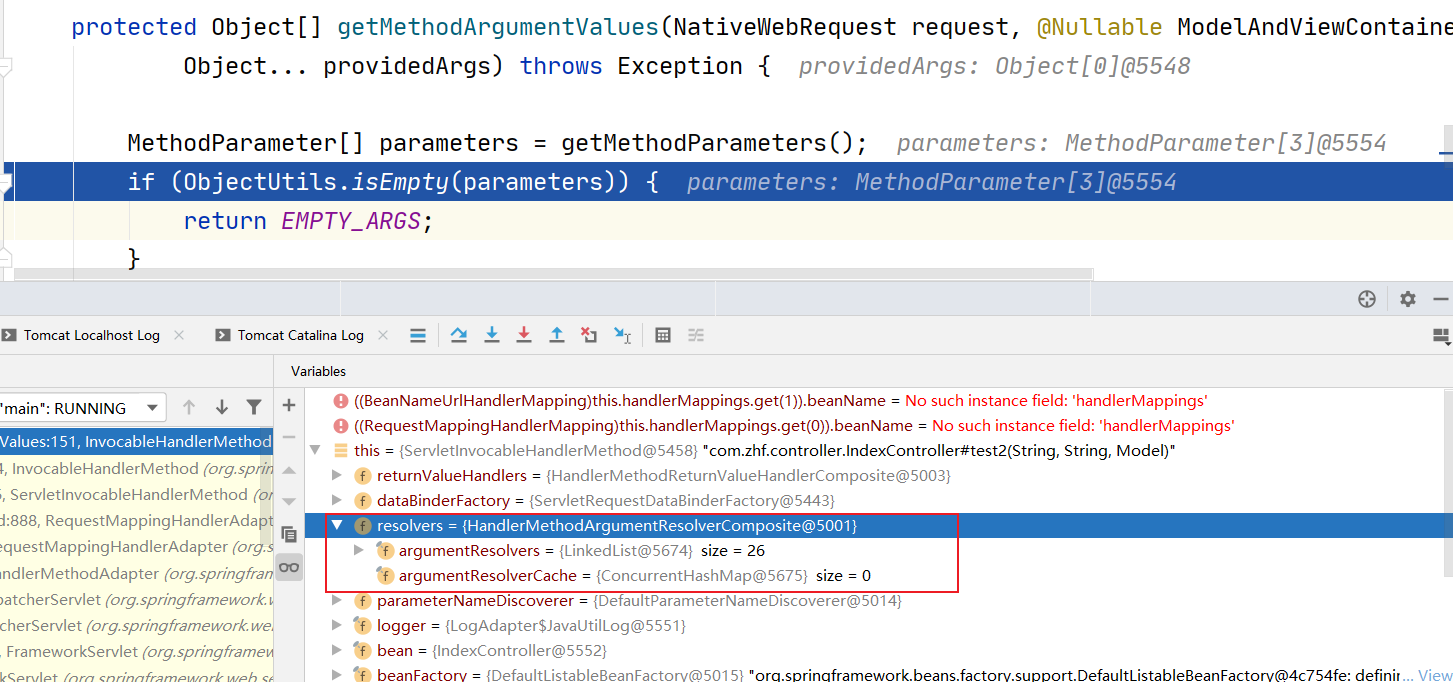 protected Object[] getMethodArgumentValues(NativeWebRequest request, @Nullable ModelAndViewContaine
Object... providedArgs) throws Exception {  providedArgs: Object[0]@5548
MethodParameter[] parameters = getMethodParameters();  parameters: MethodParameter[3]@5554
if (ObjectUtils.isEmpty(parameters)) {  parameters: MethodParameter[3]@5554
return EMPTY_ARGS;
}
Tomcat Localhost Log
Tomcat Catalina Log
Variables
"main": RUNNING
Values:151, InvocableHandlerMethod
4, InvocableHandlerMethod (org.sprin
5, ServletInvocableHandlerMethod (or
d:888, RequestMappingHandlerAdapt
equestMappingHandlerAdapter (org.s
andlerMethodAdapter (org.springfran
patcherServlet (org.springframework.w
cherServlet (org.springframework.we
, FrameworkServlet (org.springframew
kServlet (org.springframework.web.se
((BeanNameUrlHandlerMapping)this.handlerMappings.get(1)).beanName = No such instance field: 'handlerMappings'
((RequestMappingHandlerMapping)this.handlerMappings.get(0)).beanName = No such instance field: 'handlerMappings'
this = {ServletInvocableHandlerMethod@5458} "com.zhf.controller.IndexController#test2(String, String, Model)"
returnValueHandlers = {HandlerMethodReturnValueHandlerComposite@5003}
dataBinderFactory = {ServletRequestDataBinderFactory@5443}
resolvers = {HandlerMethodArgumentResolverComposite@5001}
argumentResolvers = {LinkedList@5674} size = 26
argumentResolverCache = {ConcurrentHashMap@5675} size = 0
parameterNameDiscoverer = {DefaultParameterNameDiscoverer@5014}
logger = {LogAdapter$JavaUtilLog@5551}
bean = {IndexController@5552}
beanFactory = {DefaultListableBeanFactory@5015} "org.springframework.beans.factory.support.DefaultListableBeanFactory@4c754fe: definir... View